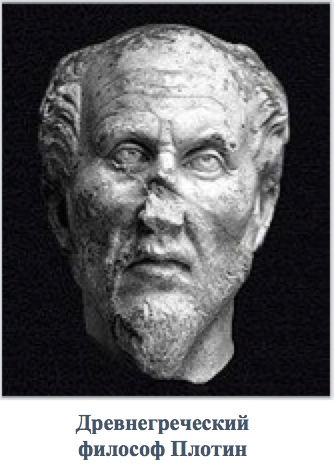 Древнегреческий
философ Плотин